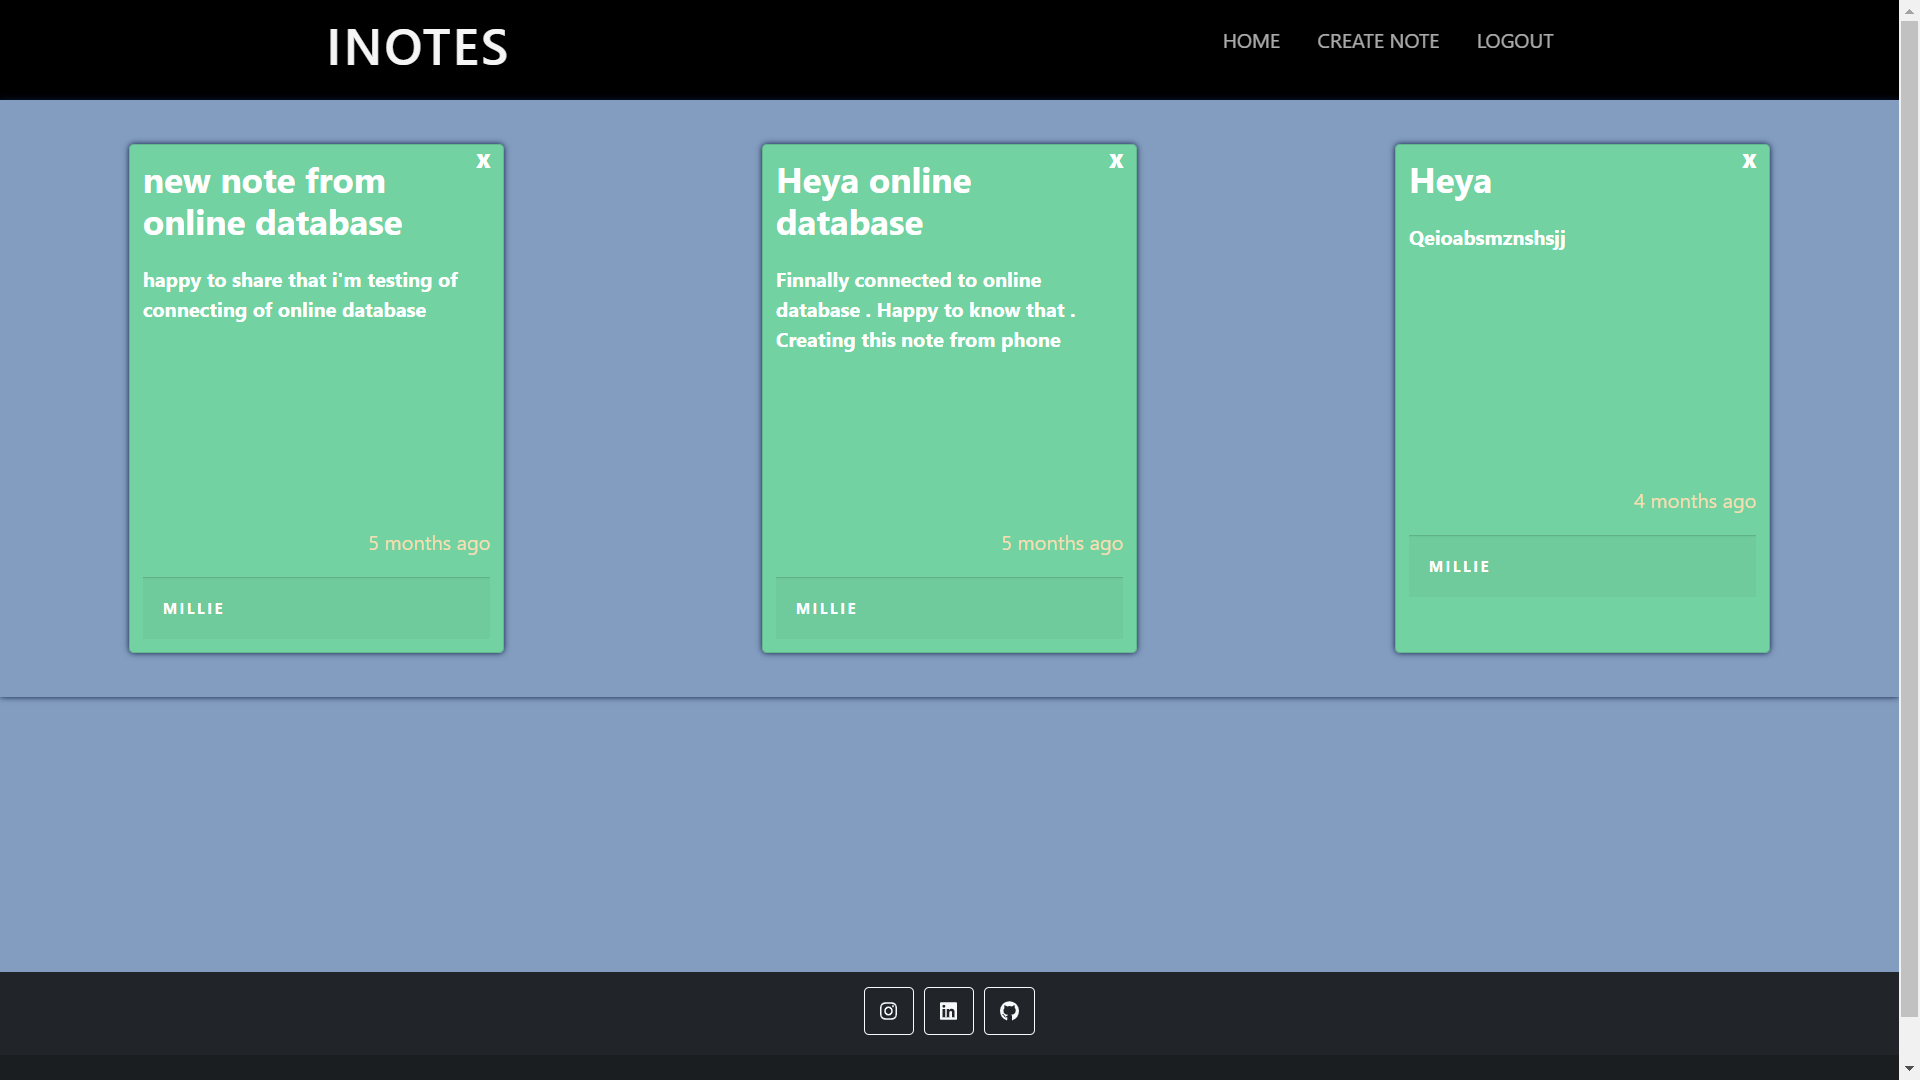 INOTES
HOME CREATE NOTE LOGOUT
X
new note from
online database
happy to share that i'm testing of
connecting of online database
5 months ago
MILLIE
X
Heya online
database
Finnally connected to online
database . Happy to know that .
Creating this note from phone
5 months ago
MILLIE
X
Heya
Qeioabsmznshsjj
4 months ago
MILLIE